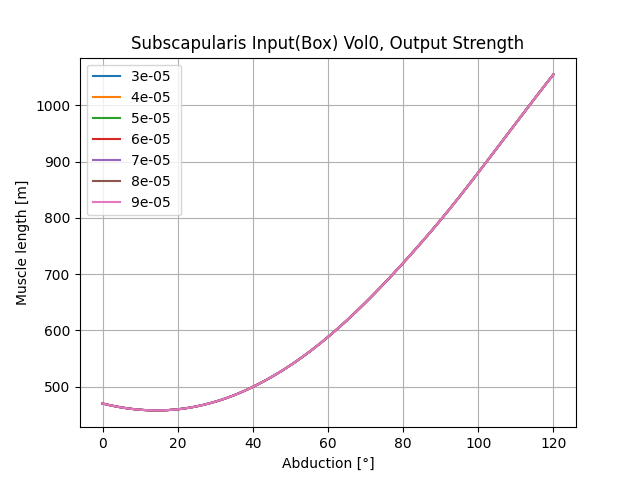 Subscapularis Input(Box) Vol0, Output Strength
3e-05
4e-05
5e-05
6e-05
7e-05
8e-05
9e-05
1000
900
800
700
600
500
Muscle length [m]
0 20 40 60 80 100 120
Abduction [°]